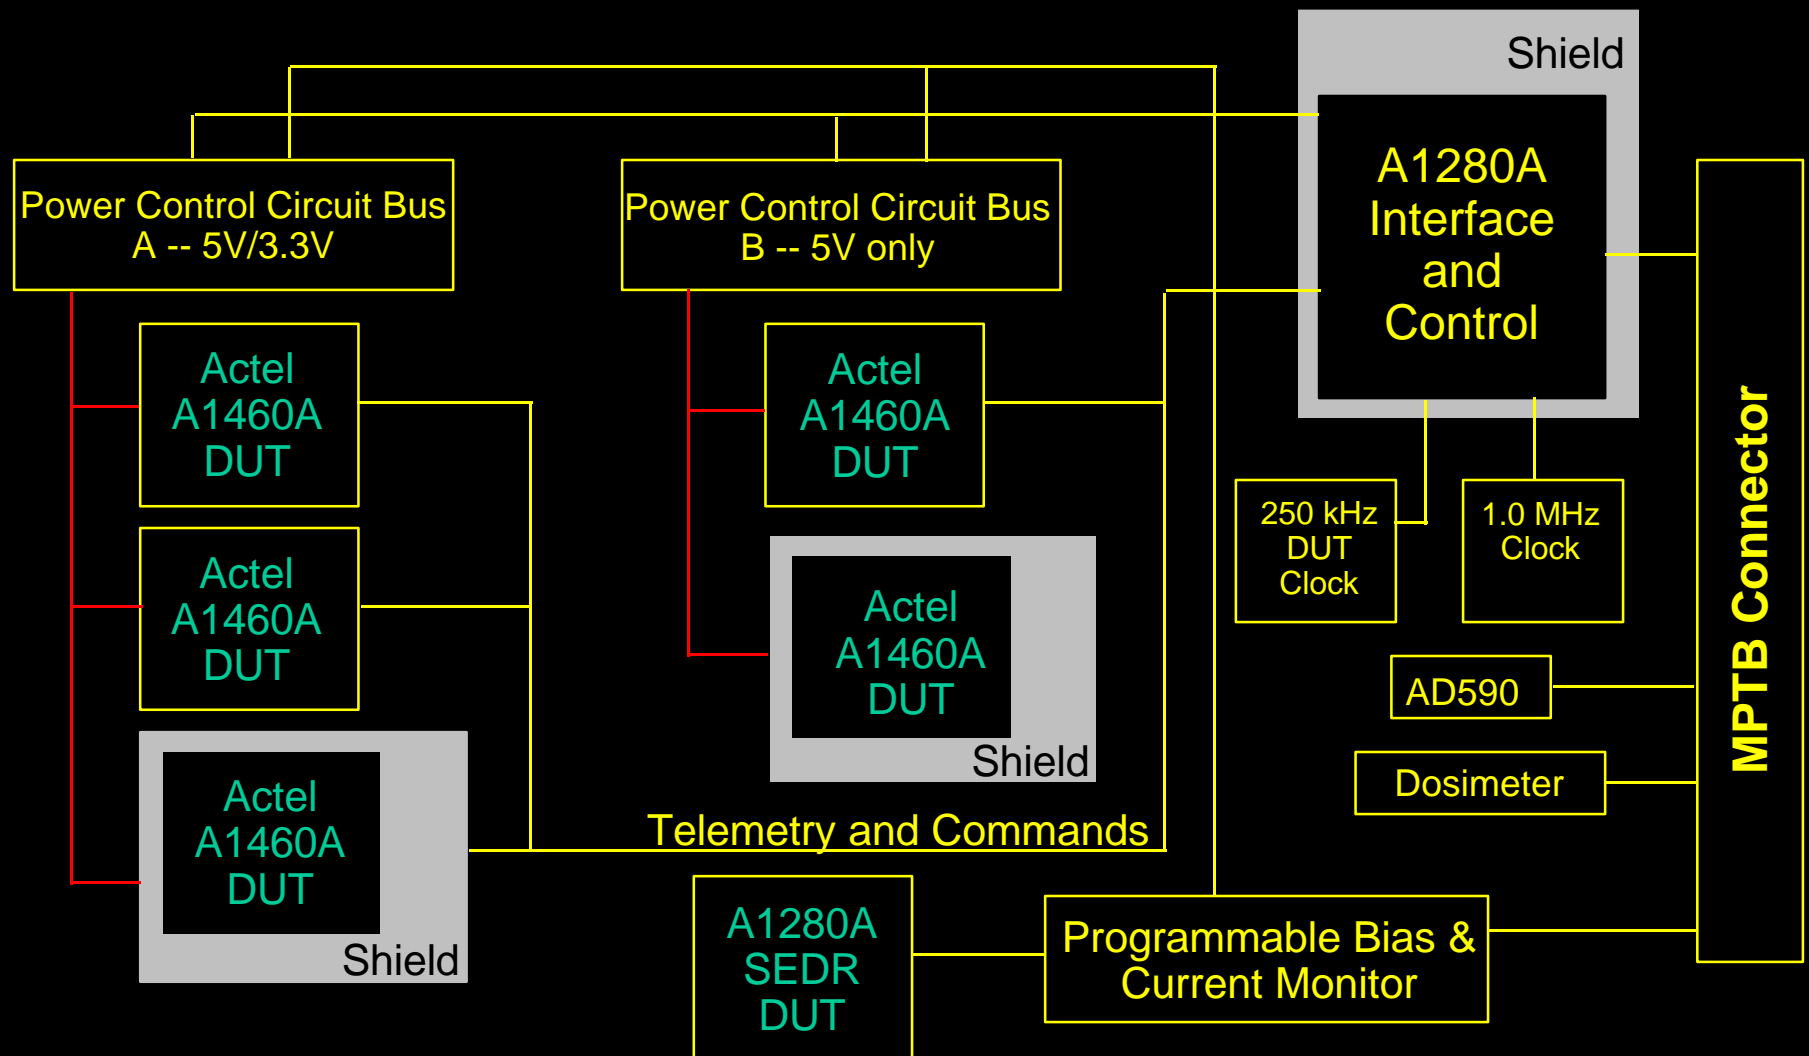 Shield
A1280A
Interface
and
Control
Power Control Circuit Bus
A -- 5V/3.3V
Power Control Circuit Bus
B -- 5V only
Actel
A1460A
DUT
Actel
A1460A
DUT
250 kHz
DUT
Clock
1.0 MHz
Clock
MPTB Connector
Actel
A1460A
DUT
Actel
A1460A
DUT
Shield
AD590
Dosimeter
Actel
A1460A
DUT
Shield
Telemetry and Commands
A1280A
SEDR
DUT
Programmable Bias &
Current Monitor